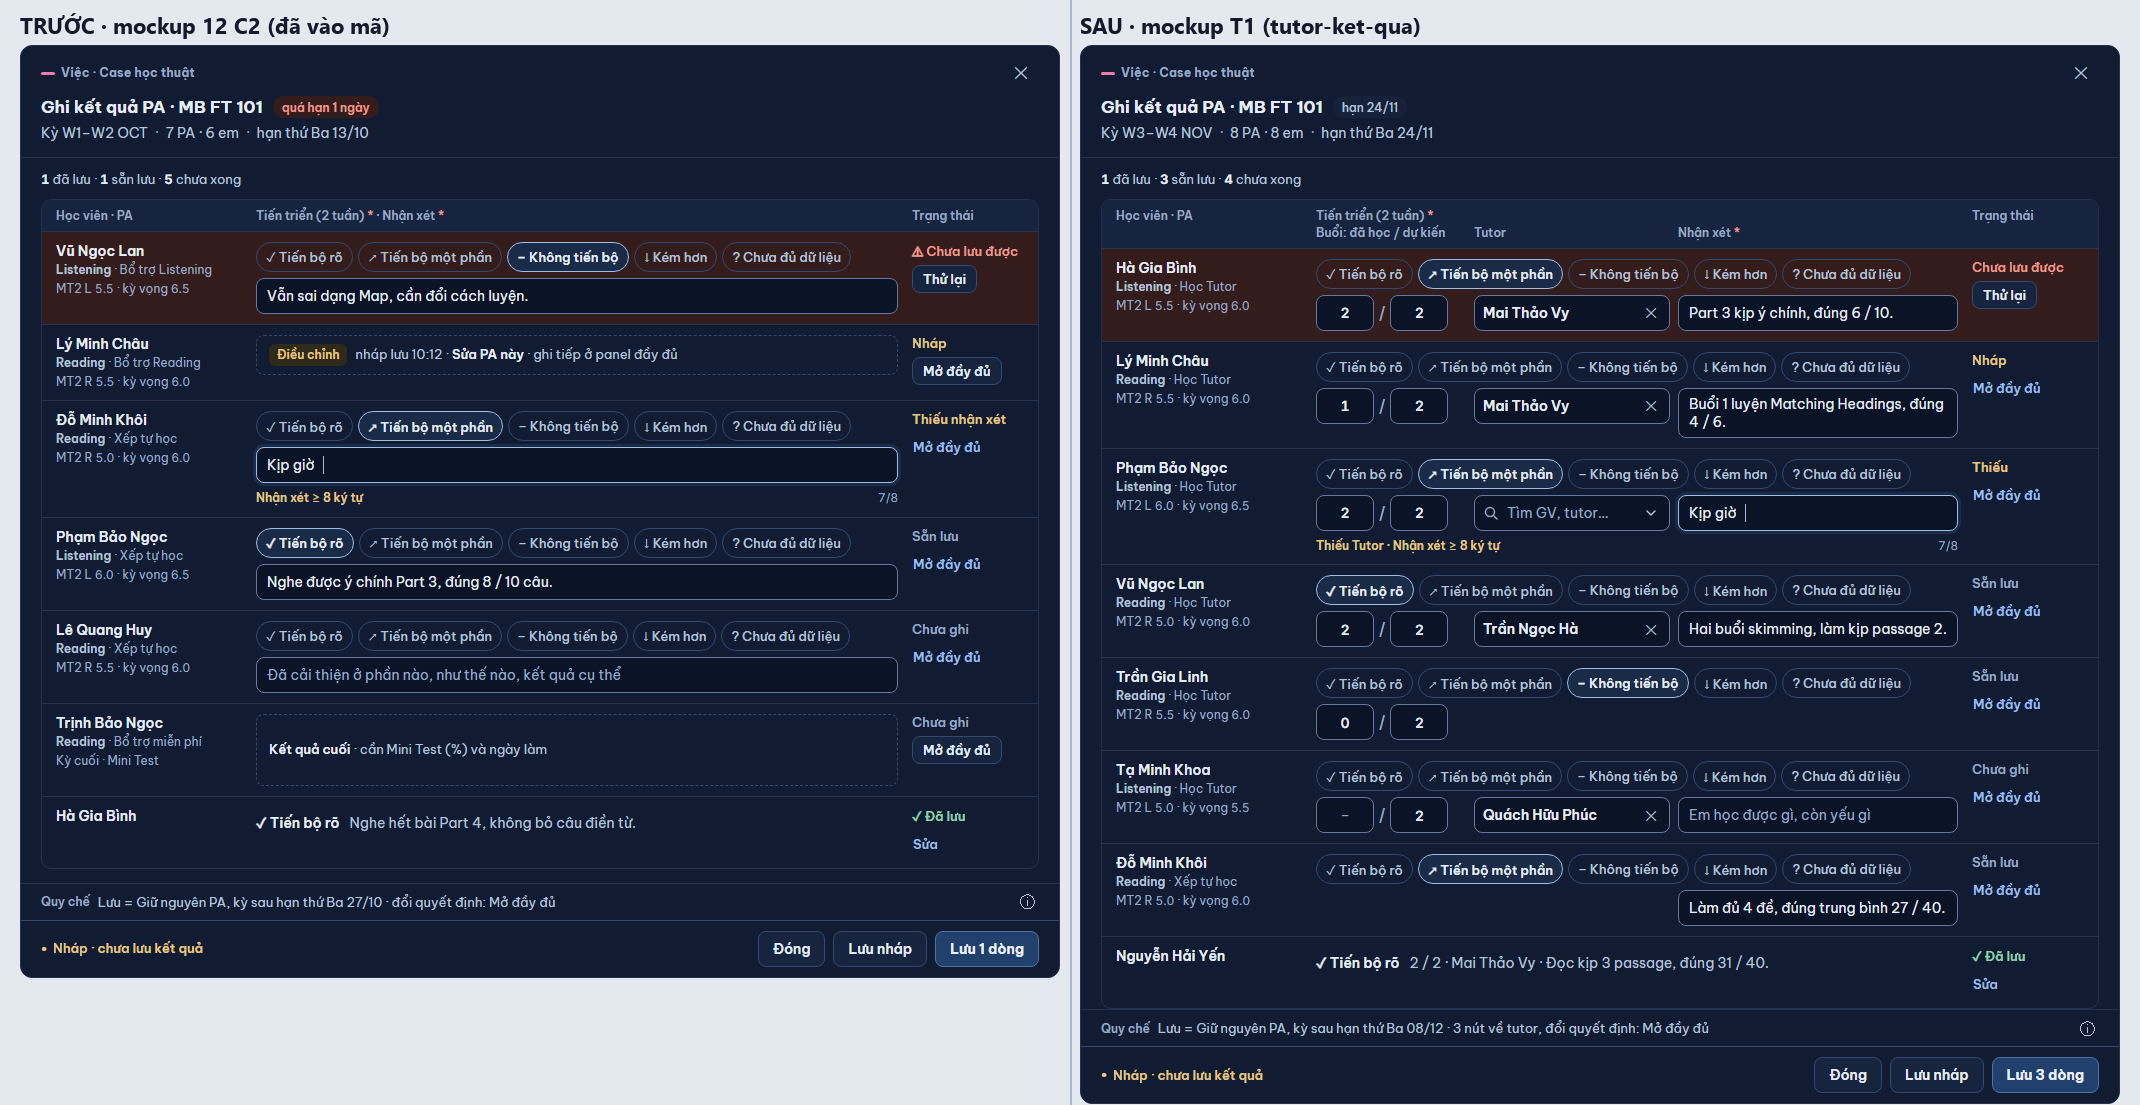 TRƯỚC · mockup 12 C2 (đã vào mã)
Việc · Case học thuật
Ghi kết quả PA · MB FT 101 quá hạn 1 ngày
Kỳ W1–W2 OCT · 7 PA · 6 em · hạn thứ Ba 13/10
1 đã lưu · 1 sẵn lưu · 5 chưa xong
Học viên · PA Tiến triển (2 tuần) * · Nhận xét * Trạng thái
Vũ Ngọc Lan
Listening · Bổ trợ Listening
MT2 L 5.5 · kỳ vọng 6.5
✓ Tiến bộ rõ ↗ Tiến bộ một phần – Không tiến bộ ↓ Kém hơn ? Chưa đủ dữ liệu
Vẫn sai dạng Map, cần đổi cách luyện.
⚠ Chưa lưu được
Thử lại
Lý Minh Châu
Reading · Bổ trợ Reading
MT2 R 5.5 · kỳ vọng 6.0
Điều chỉnh nháp lưu 10:12 · Sửa PA này · ghi tiếp ở panel đầy đủ
Nháp
Mở đầy đủ
Đỗ Minh Khôi
Reading · Xếp tự học
MT2 R 5.0 · kỳ vọng 6.0
✓ Tiến bộ rõ ↗ Tiến bộ một phần – Không tiến bộ ↓ Kém hơn ? Chưa đủ dữ liệu
Kịp giờ
Nhận xét ≥ 8 ký tự 7/8
Thiếu nhận xét
Mở đầy đủ
Phạm Bảo Ngọc
Listening · Xếp tự học
MT2 L 6.0 · kỳ vọng 6.5
✓ Tiến bộ rõ ↗ Tiến bộ một phần – Không tiến bộ ↓ Kém hơn ? Chưa đủ dữ liệu
Nghe được ý chính Part 3, đúng 8 / 10 câu.
Sẵn lưu
Mở đầy đủ
Lê Quang Huy
Reading · Xếp tự học
MT2 R 5.5 · kỳ vọng 6.0
✓ Tiến bộ rõ ↗ Tiến bộ một phần – Không tiến bộ ↓ Kém hơn ? Chưa đủ dữ liệu
Đã cải thiện ở phần nào, như thế nào, kết quả cụ thể
Chưa ghi
Mở đầy đủ
Trịnh Bảo Ngọc
Reading · Bổ trợ miễn phí
Kỳ cuối · Mini Test
Kết quả cuối · cần Mini Test (%) và ngày làm
Chưa ghi
Mở đầy đủ
Hà Gia Bình
✓ Tiến bộ rõ Nghe hết bài Part 4, không bỏ câu điền từ.
✓ Đã lưu
Sửa
Quy chế Lưu = Giữ nguyên PA, kỳ sau hạn thứ Ba 27/10 · đổi quyết định: Mở đầy đủ
• Nháp · chưa lưu kết quả
Đóng Lưu nháp Lưu 1 dòng
SAU · mockup T1 (tutor-ket-qua)
Việc · Case học thuật
Ghi kết quả PA · MB FT 101 hạn 24/11
Kỳ W3–W4 NOV · 8 PA · 8 em · hạn thứ Ba 24/11
1 đã lưu · 3 sẵn lưu · 4 chưa xong
Học viên · PA Tiến triển (2 tuần) * Trạng thái
Buổi: đã học / dự kiến Tutor Nhận xét *
Hà Gia Bình
Listening · Học Tutor
MT2 L 5.5 · kỳ vọng 6.0
✓ Tiến bộ rõ ↗ Tiến bộ một phần – Không tiến bộ ↓ Kém hơn ? Chưa đủ dữ liệu
2 / 2 Mai Thảo Vy Part 3 kịp ý chính, đúng 6 / 10.
Chưa lưu được
Thử lại
Lý Minh Châu
Reading · Học Tutor
MT2 R 5.5 · kỳ vọng 6.0
✓ Tiến bộ rõ ↗ Tiến bộ một phần – Không tiến bộ ↓ Kém hơn ? Chưa đủ dữ liệu
1 / 2 Mai Thảo Vy Buổi 1 luyện Matching Headings, đúng
4 / 6.
Nháp
Mở đầy đủ
Phạm Bảo Ngọc
Listening · Học Tutor
MT2 L 6.0 · kỳ vọng 6.5
✓ Tiến bộ rõ ↗ Tiến bộ một phần – Không tiến bộ ↓ Kém hơn ? Chưa đủ dữ liệu
2 / 2 Tìm GV, tutor... Kịp giờ
Thiếu Tutor · Nhận xét ≥ 8 ký tự 7/8
Thiếu
Mở đầy đủ
Vũ Ngọc Lan
Reading · Học Tutor
MT2 R 5.0 · kỳ vọng 6.0
✓ Tiến bộ rõ ↗ Tiến bộ một phần – Không tiến bộ ↓ Kém hơn ? Chưa đủ dữ liệu
2 / 2 Trần Ngọc Hà Hai buổi skimming, làm kịp passage 2.
Sẵn lưu
Mở đầy đủ
Trần Gia Linh
Reading · Học Tutor
MT2 R 5.5 · kỳ vọng 6.0
✓ Tiến bộ rõ ↗ Tiến bộ một phần – Không tiến bộ ↓ Kém hơn ? Chưa đủ dữ liệu
0 / 2
Sẵn lưu
Mở đầy đủ
Tạ Minh Khoa
Listening · Học Tutor
MT2 L 5.0 · kỳ vọng 5.5
✓ Tiến bộ rõ ↗ Tiến bộ một phần – Không tiến bộ ↓ Kém hơn ? Chưa đủ dữ liệu
– / 2 Quách Hữu Phúc Em học được gì, còn yếu gì
Chưa ghi
Mở đầy đủ
Đỗ Minh Khôi
Reading · Xếp tự học
MT2 R 5.0 · kỳ vọng 6.0
✓ Tiến bộ rõ ↗ Tiến bộ một phần – Không tiến bộ ↓ Kém hơn ? Chưa đủ dữ liệu
Làm đủ 4 đề, đúng trung bình 27 / 40.
Sẵn lưu
Mở đầy đủ
Nguyễn Hải Yến
✓ Tiến bộ rõ 2 / 2 · Mai Thảo Vy · Đọc kịp 3 passage, đúng 31 / 40.
✓ Đã lưu
Sửa
Quy chế Lưu = Giữ nguyên PA, kỳ sau hạn thứ Ba 08/12 · 3 nút về tutor, đổi quyết định: Mở đầy đủ
• Nháp · chưa lưu kết quả
Đóng Lưu nháp Lưu 3 dòng